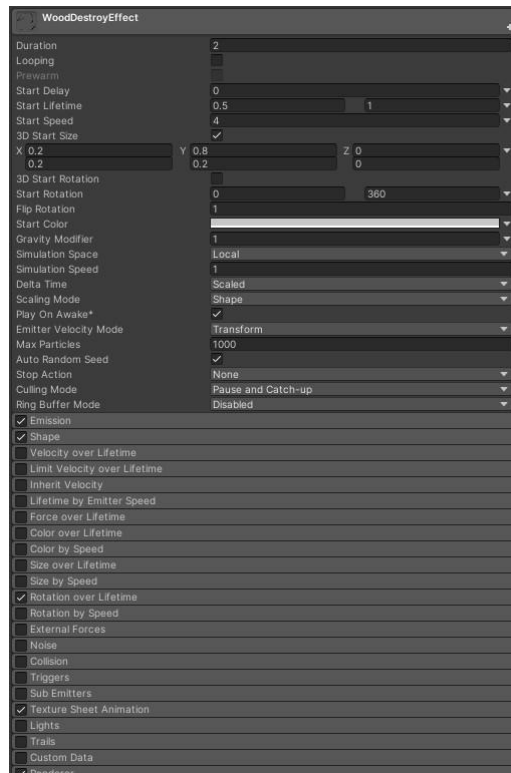 WoodDestroyEffect
Duration 2
Looping
Prewarm
Start Delay 0
Start Lifetime 0.5 1
Start Speed 4
3D Start Size
X 0.2 Y 0.8 Z 0
0.2 0.2 0
3D Start Rotation
Start Rotation 0 360
Flip Rotation 1
Start Color
Gravity Modifier 1
Simulation Space Local
Simulation Speed 1
Delta Time Scaled
Scaling Mode Shape
Play On Awake*
Emitter Velocity Mode Transform
Max Particles 1000
Auto Random Seed
Stop Action None
Culling Mode Pause and Catch-up
Ring Buffer Mode Disabled
Emission
Shape
Velocity over Lifetime
Limit Velocity over Lifetime
Inherit Velocity
Lifetime by Emitter Speed
Force over Lifetime
Color over Lifetime
Color by Speed
Size over Lifetime
Size by Speed
Rotation over Lifetime
Rotation by Speed
External Forces
Noise
Collision
Triggers
Sub Emitters
Texture Sheet Animation
Lights
Trails
Custom Data
Renderer